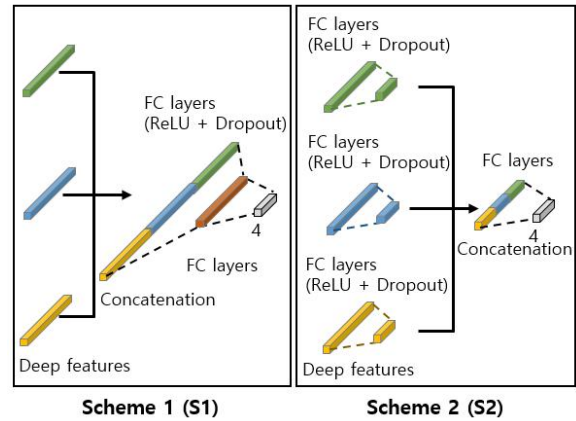 FC layers
(ReLU + Dropout)
4
FC layers
Concatenation
Deep features
Scheme 1 (S1)
FC layers
(ReLU + Dropout)
FC layers
(ReLU + Dropout)
FC layers
4
Concatenation
FC layers
(ReLU + Dropout)
Deep features
Scheme 2 (S2)